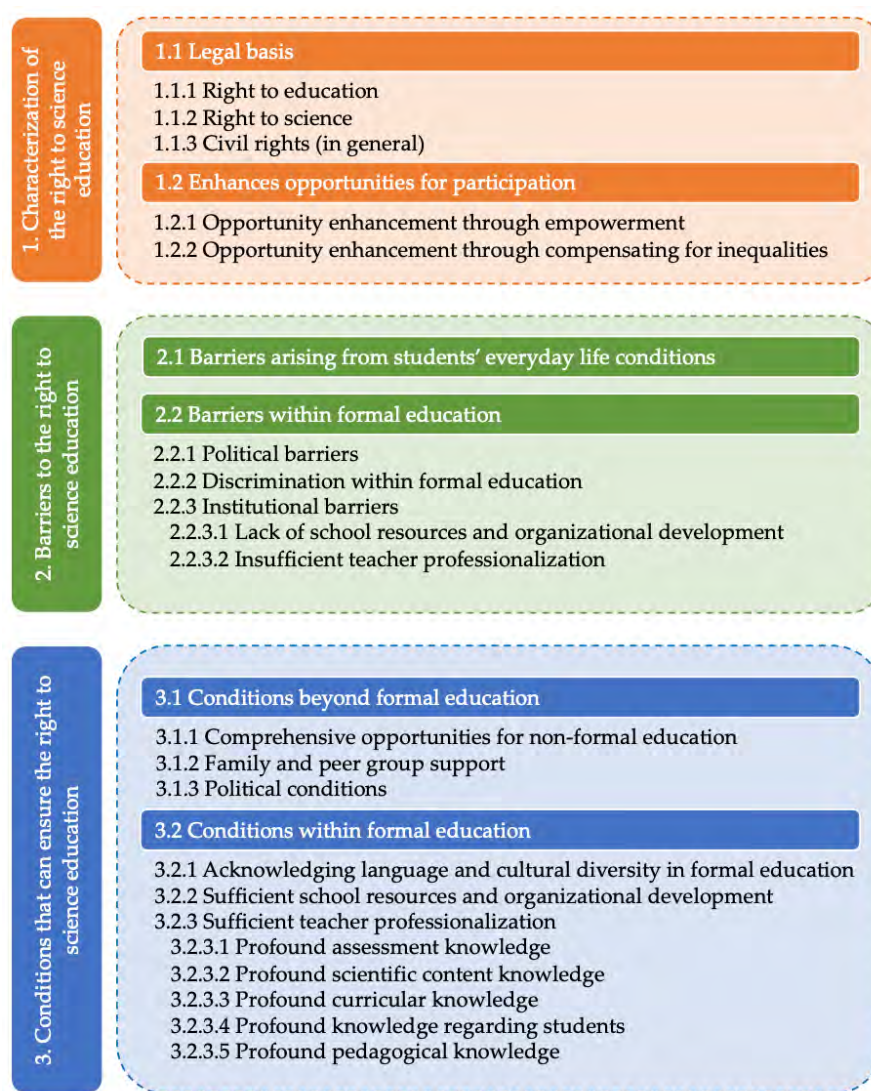 1. Characterization of
the right to science
education
1.1 Legal basis
1.1.1 Right to education
1.1.2 Right to science
1.1.3 Civil rights (in general)
1.2 Enhances opportunities for participation
1.2.1 Opportunity enhancement through empowerment
1.2.2 Opportunity enhancement through compensating for inequalities
2. Barriers to the right to
science education
2.1 Barriers arising from students’ everyday life conditions
2.2 Barriers within formal education
2.2.1 Political barriers
2.2.2 Discrimination within formal education
2.2.3 Institutional barriers
2.2.3.1 Lack of school resources and organizational development
2.2.3.2 Insufficient teacher professionalization
3. Conditions that can ensure the right to
science education
3.1 Conditions beyond formal education
3.1.1 Comprehensive opportunities for non-formal education
3.1.2 Family and peer group support
3.1.3 Political conditions
3.2 Conditions within formal education
3.2.1 Acknowledging language and cultural diversity in formal education
3.2.2 Sufficient school resources and organizational development
3.2.3 Sufficient teacher professionalization
3.2.3.1 Profound assessment knowledge
3.2.3.2 Profound scientific content knowledge
3.2.3.3 Profound curricular knowledge
3.2.3.4 Profound knowledge regarding students
3.2.3.5 Profound pedagogical knowledge